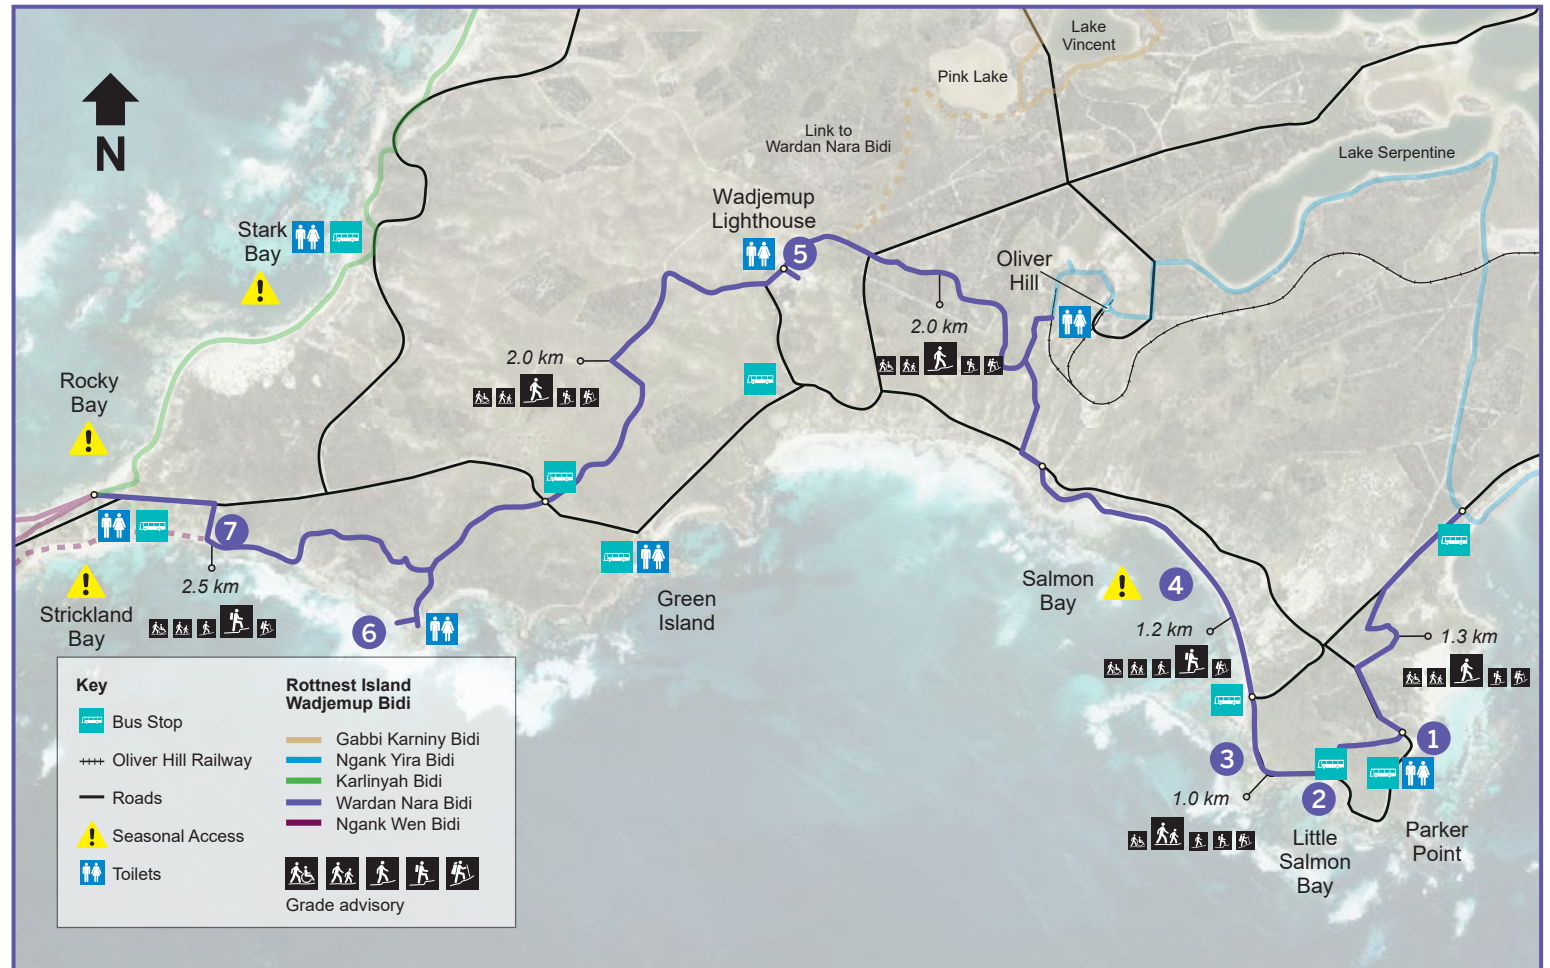 Lake
Vincent
Pink Lake
Link to
Wardan Nara Bidi
Lake Serpentine
N
Wadjemup
Lighthouse
Stark
Bay
5
Oliver
Hill
2.0 km
2.0 km
Rocky
Bay
7
2.5 km
Strickland
Bay
6
Green
Island
Salmon
Bay
4
1.2 km
1.3 km
1
3
2
1.0 km
Little
Salmon
Bay
Parker
Point
Key
Bus Stop
Oliver Hill Railway
Roads
Seasonal Access
Toilets
Rottnest Island
Wadjemup Bidi
Gabbi Karniny Bidi
Ngank Yira Bidi
Karlinyah Bidi
Wardan Nara Bidi
Ngank Wen Bidi
Grade advisory